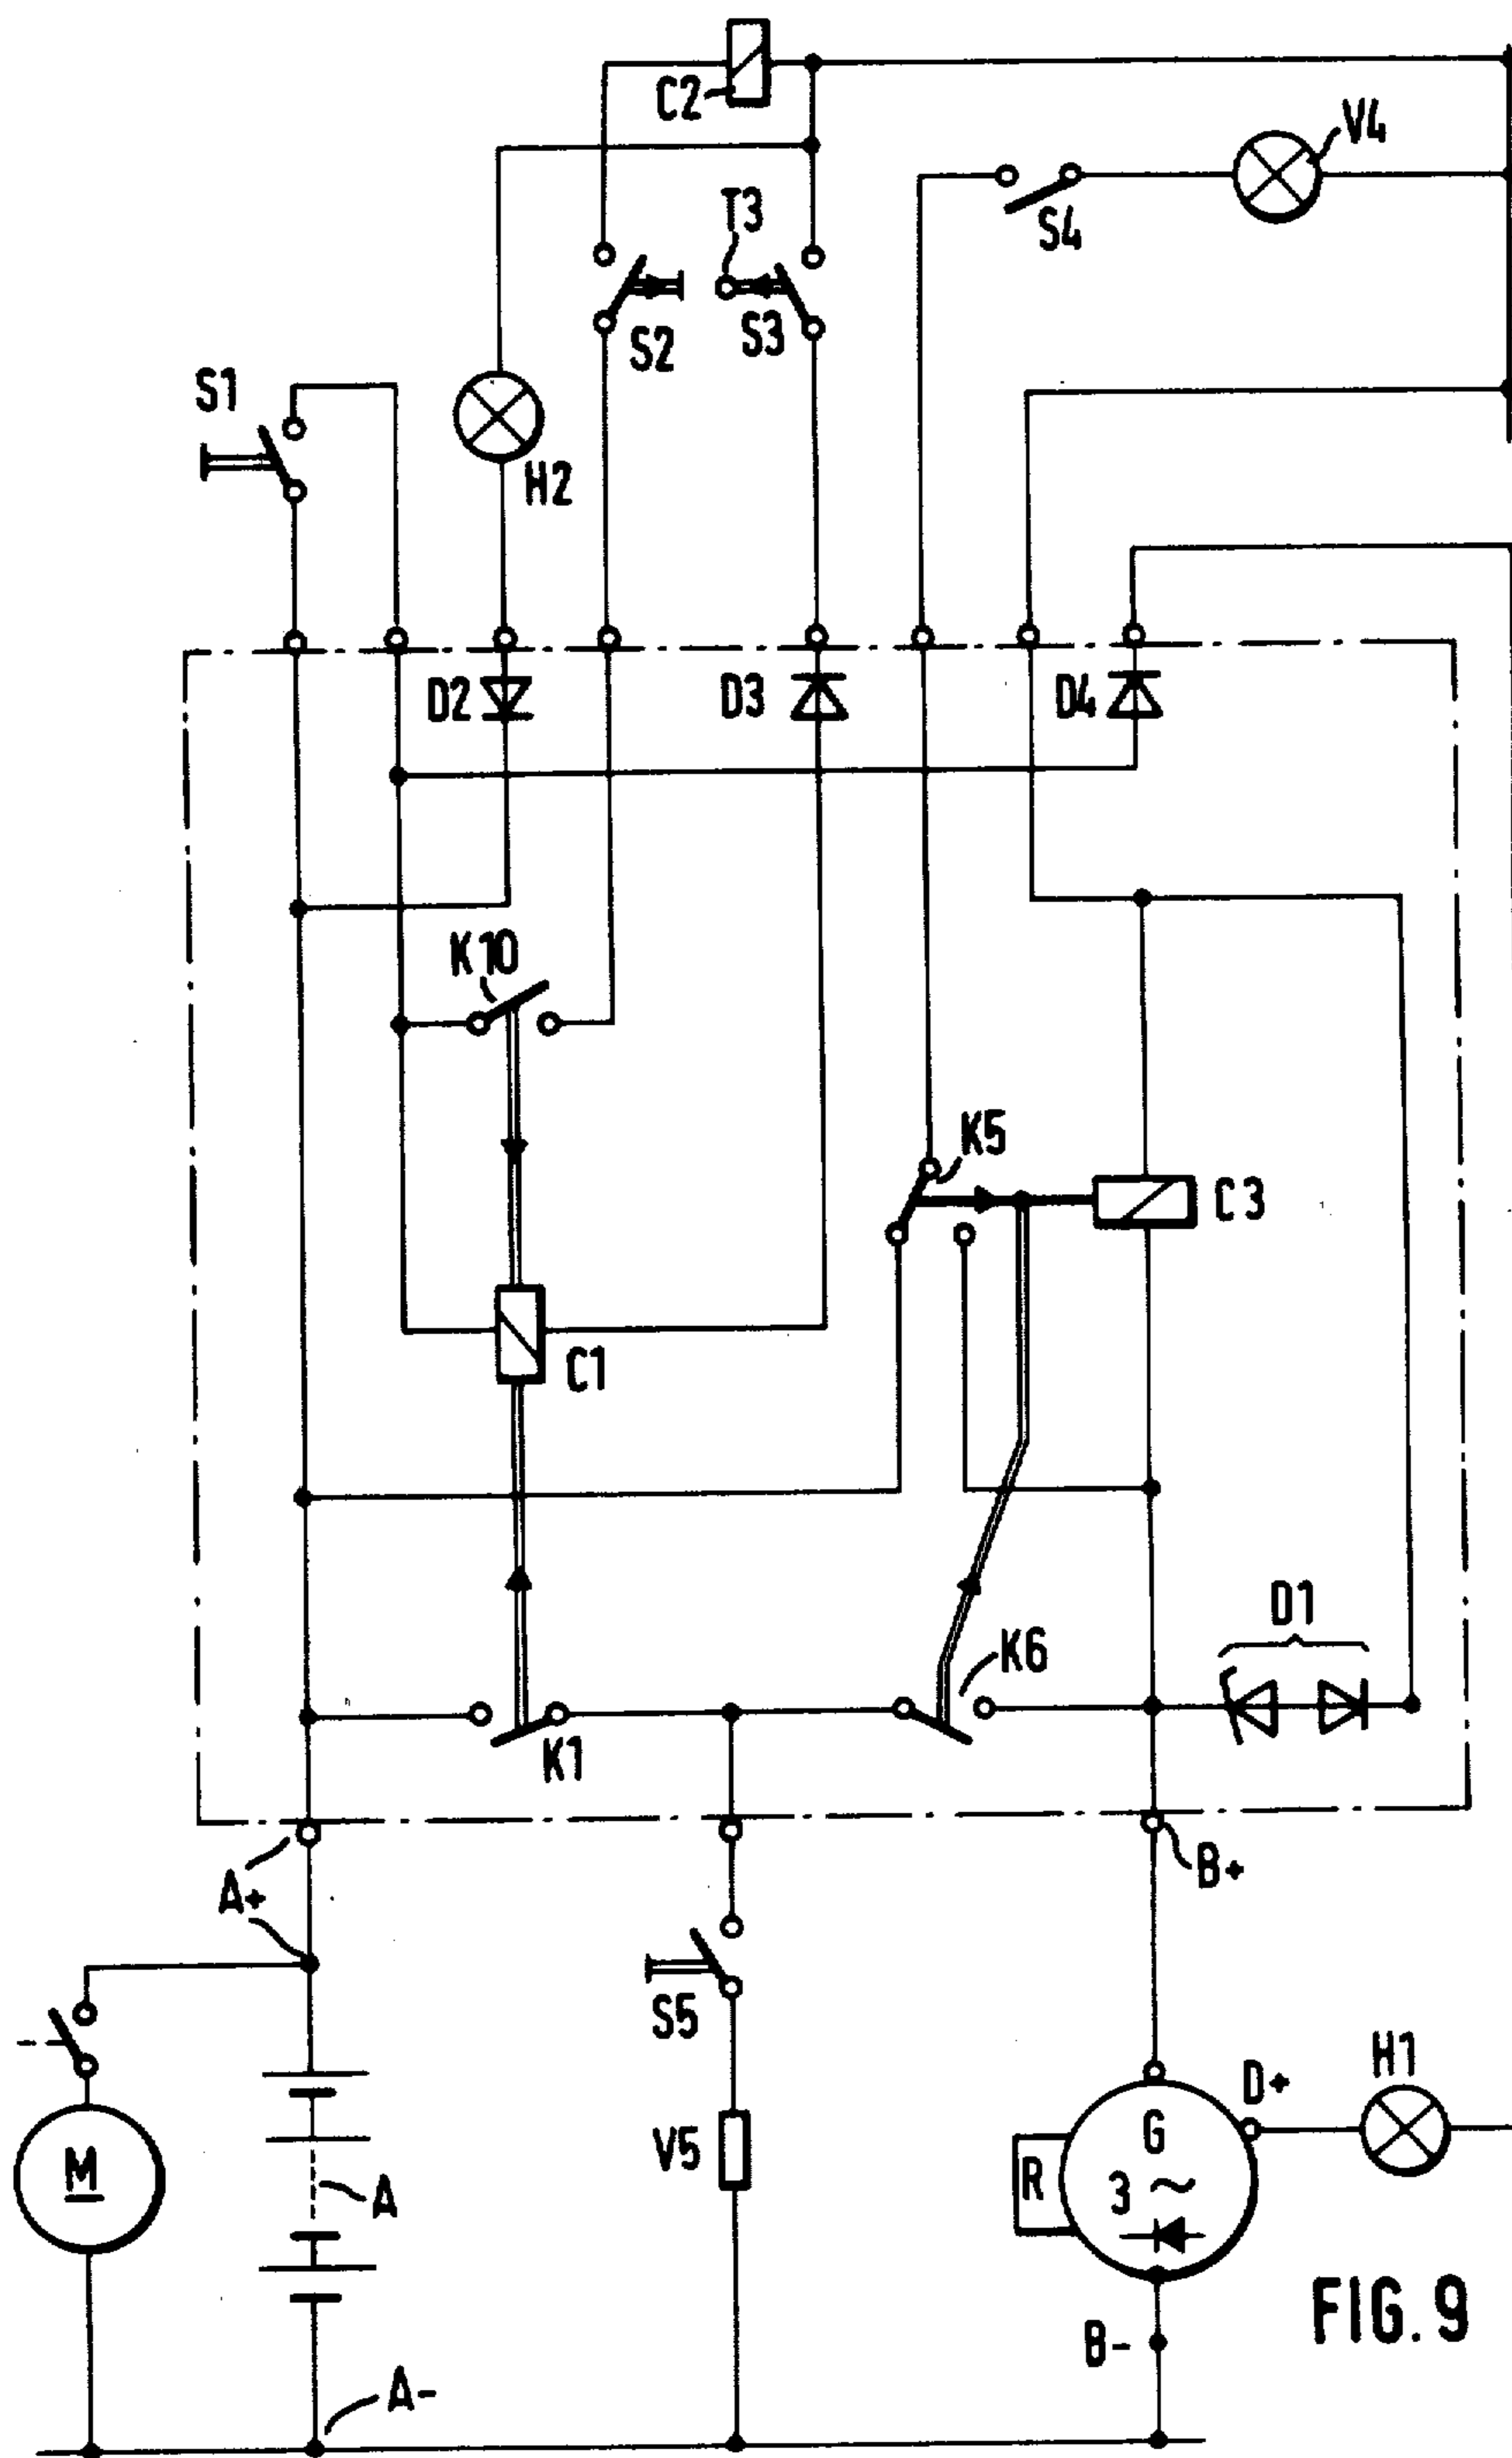 C2
V4
T3
S4
S2
S3
S1
H2
D2
D3
D4
K10
K5
C3
C1
D1
K6
K1
A+
B+
S5
H1
D+
G
M
A
V5
R
3 ~
FIG. 9
B-
A-